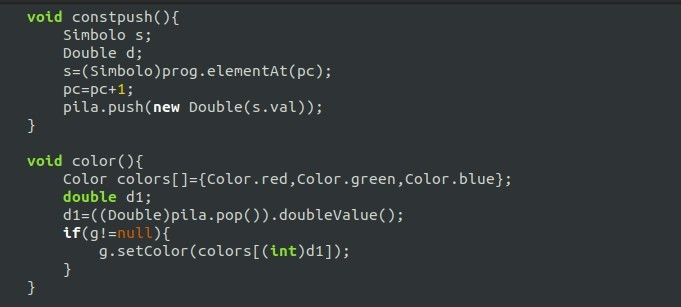 void constpush(){
Simbolo s;
Double d;
s=(Simbolo)prog.elementAt(pc);
pc=pc+1;
pila.push(new Double(s.val));
}
void color(){
Color colors[]={Color.red,Color.green,Color.blue};
double d1;
d1=((Double)pila.pop()).doubleValue();
if(g!=null){
g.setColor(colors[(int)d1]);
}
}